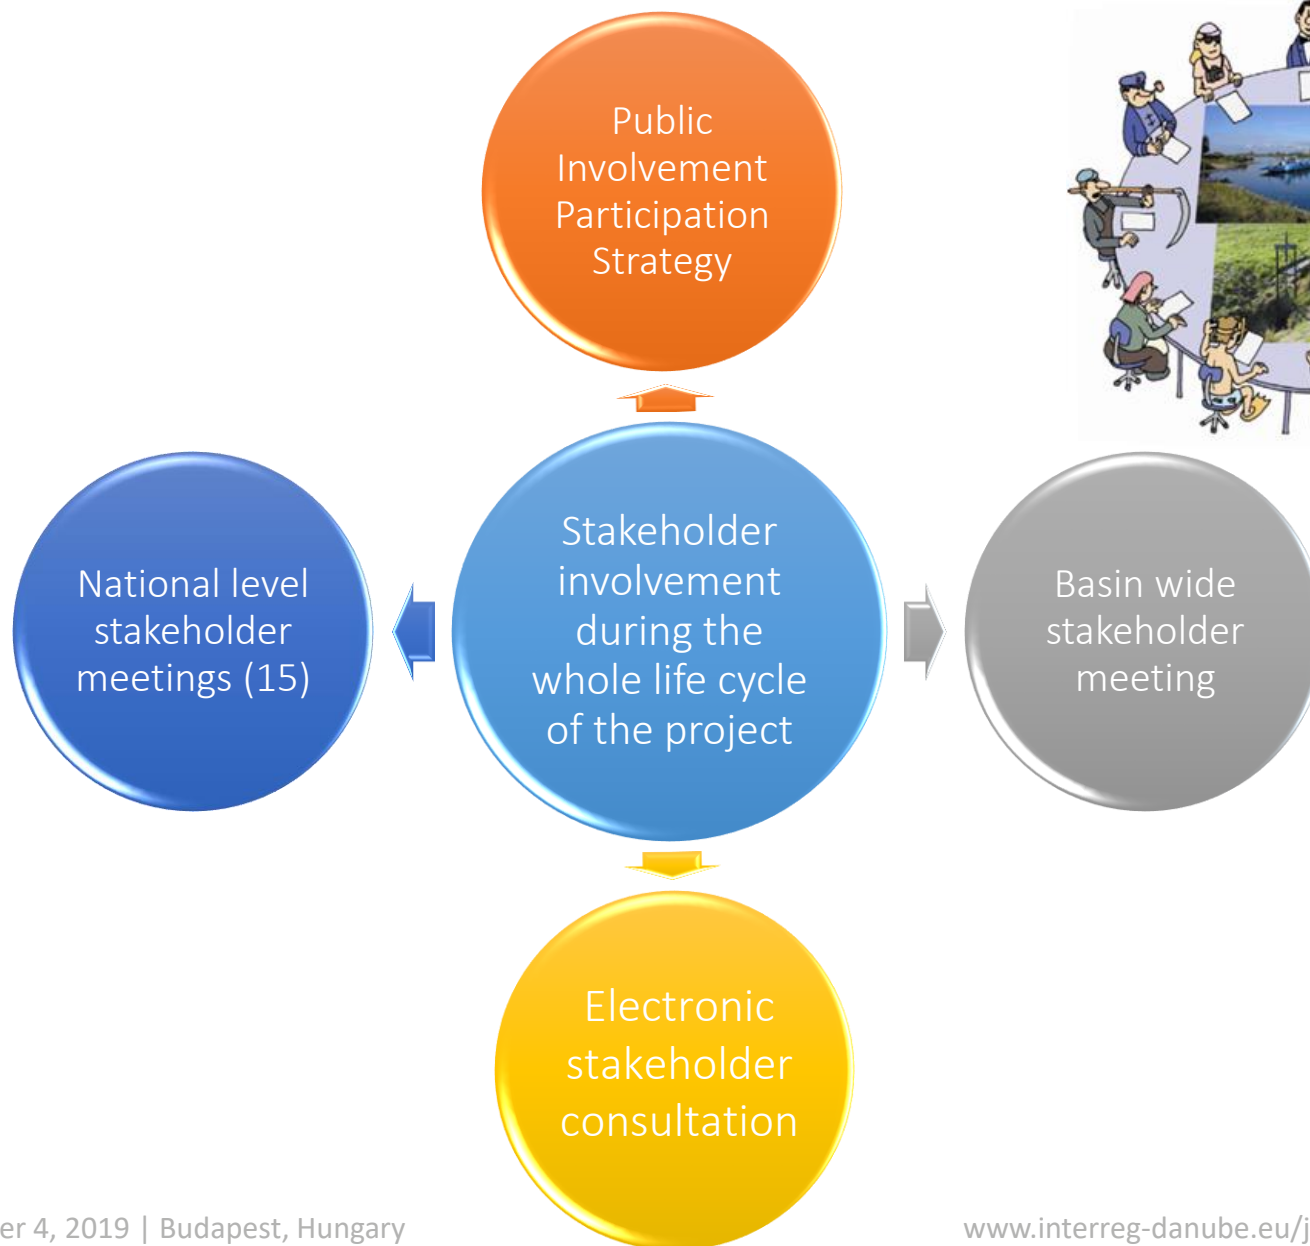 Public
Involvement
Participation
Strategy
National level
stakeholder
meetings (15)
Stakeholder
involvement
during the
whole life cycle
of the project
Basin wide
stakeholder
meeting
Electronic
stakeholder
consultation
4, 2019 | Budapest, Hungary
www.interreg-danube.eu/j